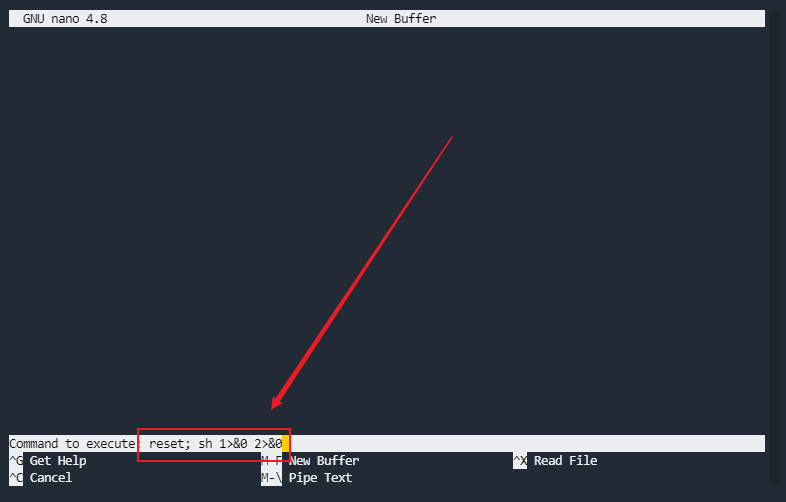 GNU nano 4.8 New Buffer
Command to execute: reset; sh 1>&0 2>&0
^G Get Help M-F New Buffer ^X Read File
^C Cancel M-\ Pipe Text